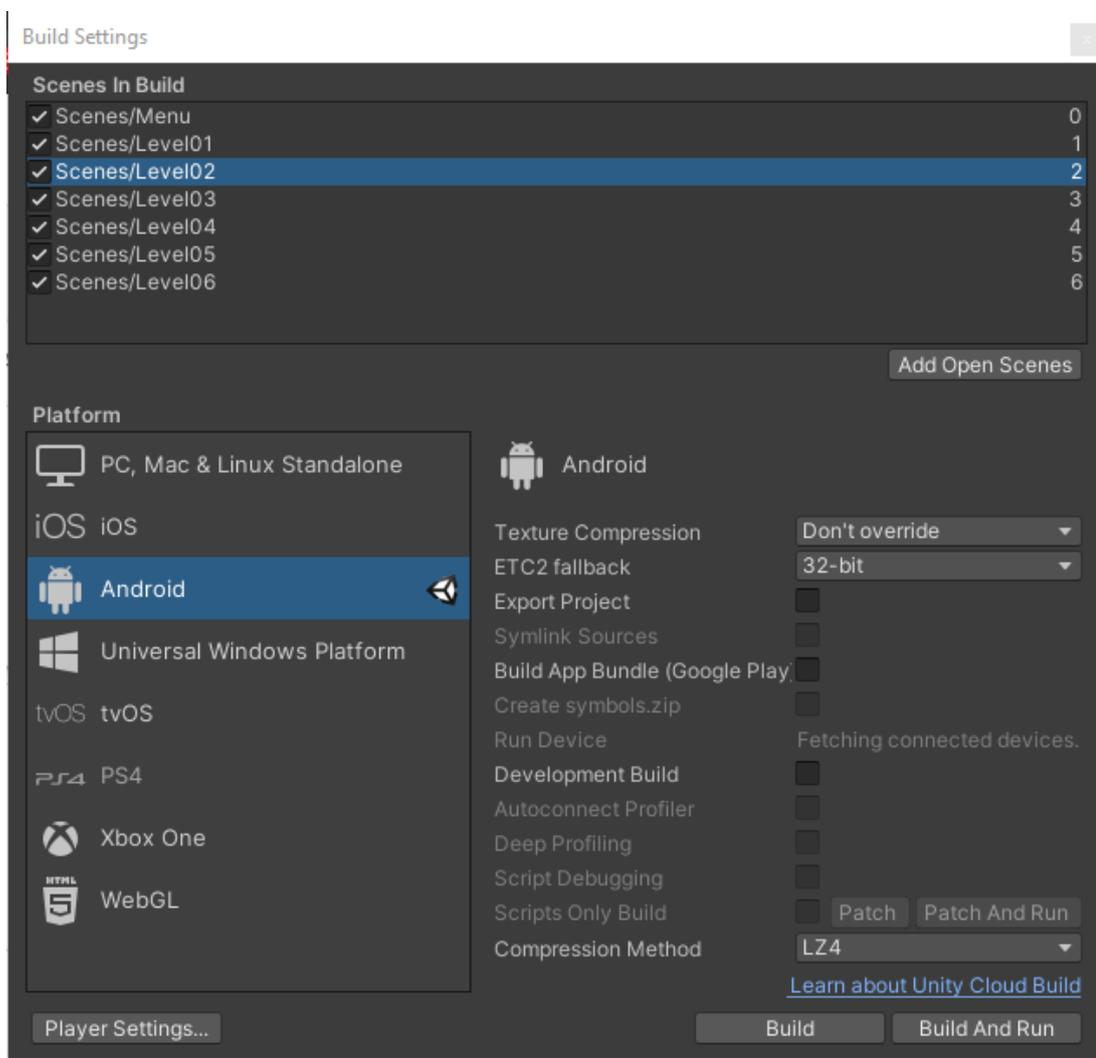 Build Settings
x
Scenes In Build
Scenes/Menu 0
Scenes/Level01 1
Scenes/Level02 2
Scenes/Level03 3
Scenes/Level04 4
Scenes/Level05 5
Scenes/Level06 6
Add Open Scenes
Platform
PC, Mac & Linux Standalone
iOS iOS
Android
Universal Windows Platform
tvOS tvOS
PS4 PS4
Xbox One
HTML 5 WebGL
Android
Texture Compression Don't override
ETC2 fallback 32-bit
Export Project
Symlink Sources
Build App Bundle (Google Play)
Create symbols.zip
Run Device Fetching connected devices.
Development Build
Autoconnect Profiler
Deep Profiling
Script Debugging
Scripts Only Build Patch Patch And Run
Compression Method LZ4
Learn about Unity Cloud Build
Player Settings... Build Build And Run